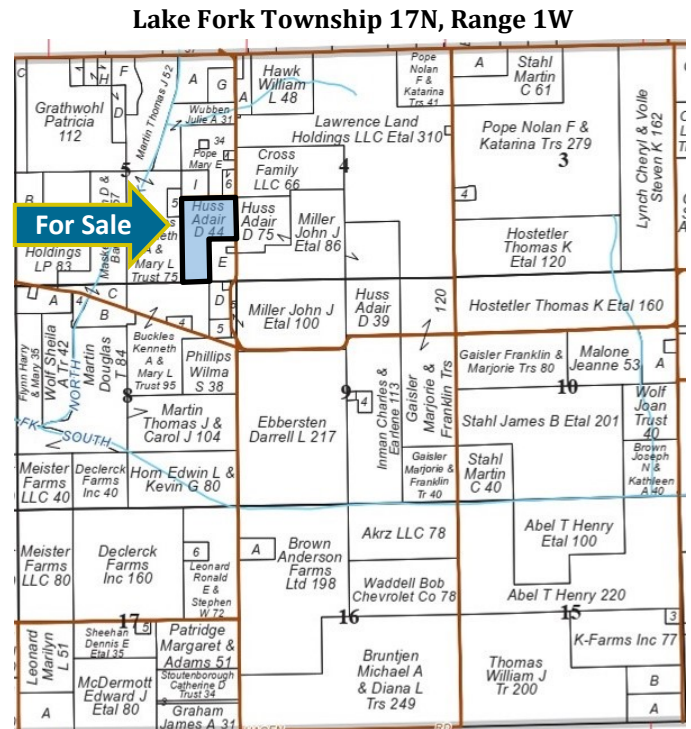 Lake Fork Township 17N, Range 1W
C
H
F
A
G
Grathwohl
Patricia
112
D
Martin Thomas J 52
Wubben
Julie A 31
34
Pope
Mary E
5
I
6
A
Hawk
William
L 48
Lawrence Land
Holdings LLC Etal 310
Pope
Nolan
F &
Katarina
Trs 41
A
Stahl
Martin
C 61
Pope Nolan F &
Katarina Trs 279
3
Lynch Cheryl & Volle
Steven K 162
Cross
Family
LLC 66
4
4
B
For Sale
5
Huss
Adair
D 44
Huss
Adair
D 75
Miller
John J
Etal 86
Hostetler
Thomas K
Etal 120
Holdings
LP 83
A &
Mary L
Trust 75
E
A
4
C
B
D
5
4
Miller John J
Etal 100
Huss
Adair
D 39
120
Hostetler Thomas K Etal 160
Flynn Harry
& Mary 35
Wolf Sheila
A Tr 42
NORTH
Martin
Douglas
T 84
Buckles
Kenneth
A &
Mary L
Trust 95
Phillips
Wilma
S 38
8
9
4
Inman Charles &
Earlene 113
Gaisler
Marjorie &
Franklin Trs
Gaisler Franklin &
Marjorie Trs 80
Malone
Jeanne 53
A
10
Martin
Thomas J &
Carol J 104
Ebbersten
Darrell L 217
Stahl James B Etal 201
Wolf
Joan
Trust
40
FK
SOUTH
Meister
Farms
LLC 40
Declerck
Farms
Inc 40
Horn Edwin L &
Kevin G 80
Gaisler
Marjorie &
Franklin
Tr 40
Stahl
Martin
C 40
Brown
Joseph
N &
Kathleen
A 40
Meister
Farms
LLC 80
Declerck
Farms
Inc 160
6
Leonard
Ronald
E &
Stephen
W 72
A
Brown
Anderson
Farms
Ltd 198
Akrz LLC 78
Waddell Bob
Chevrolet Co 78
Abel T Henry
Etal 100
Abel T Henry 220
17
16
15
3
Leonard
Marilyn
L 51
Sheehan
Dennis E
Etal 35
5
Patridge
Margaret &
Adams 51
Stoutenborough
Catherine D
Trust 34
McDermott
Edward J
Etal 80
3
Graham
James A 31
A
Bruntjen
Michael A
& Diana L
Trs 249
Thomas
William J
Tr 200
K-Farms Inc 77
B
A